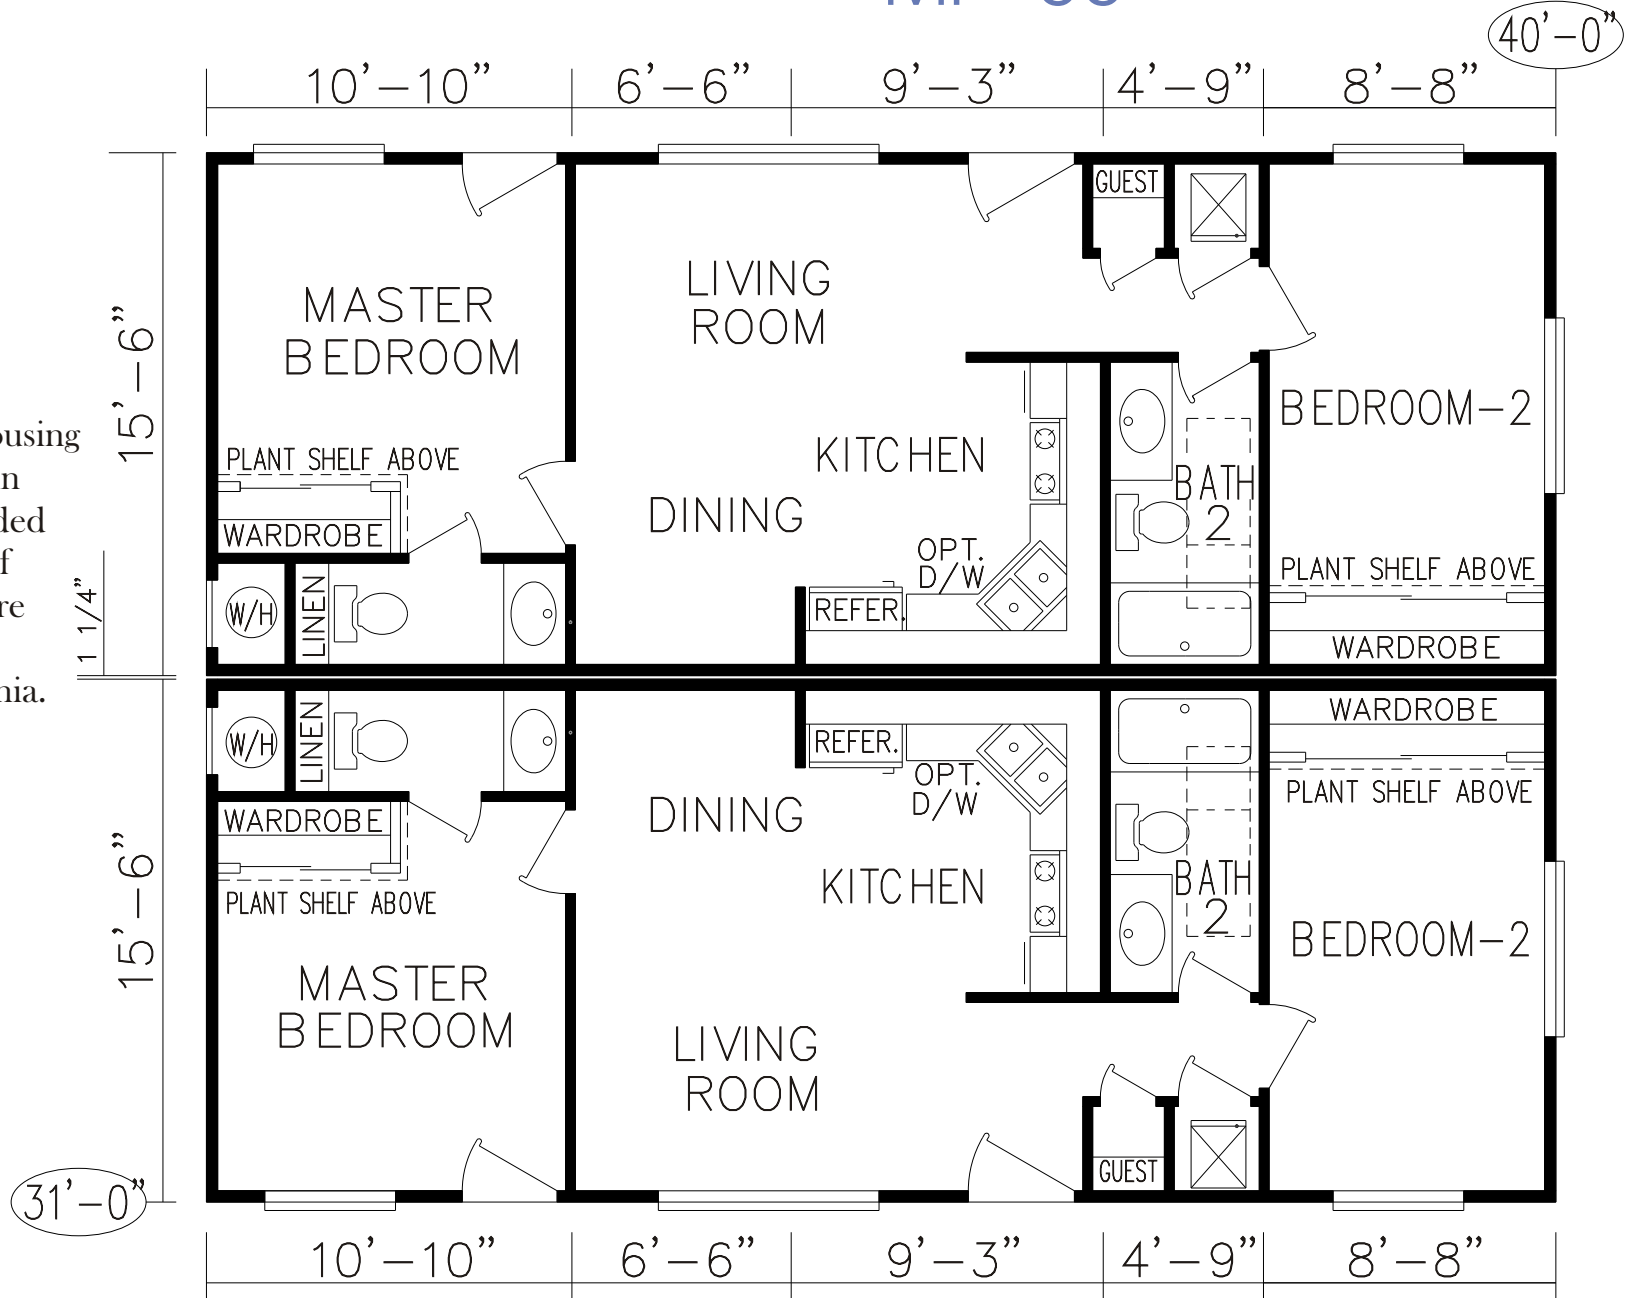 40'-0"
10'-10" 6'-6" 9'-3" 4'-9" 8'-8"
GUEST
LIVING
ROOM
MASTER
BEDROOM
15'-6"
BEDROOM-2
KITCHEN
PLANT SHELF ABOVE
BATH
2
DINING
WARDROBE
OPT.
D/W
PLANT SHELF ABOVE
1 1/4"
W/H
LINEN
REFER.
WARDROBE
W/H
LINEN
REFER.
WARDROBE
OPT.
D/W
PLANT SHELF ABOVE
WARDROBE
DINING
15'-6"
KITCHEN
BATH
2
PLANT SHELF ABOVE
BEDROOM-2
MASTER
BEDROOM
LIVING
ROOM
GUEST
31'-0"
10'-10" 6'-6" 9'-3" 4'-9" 8'-8"